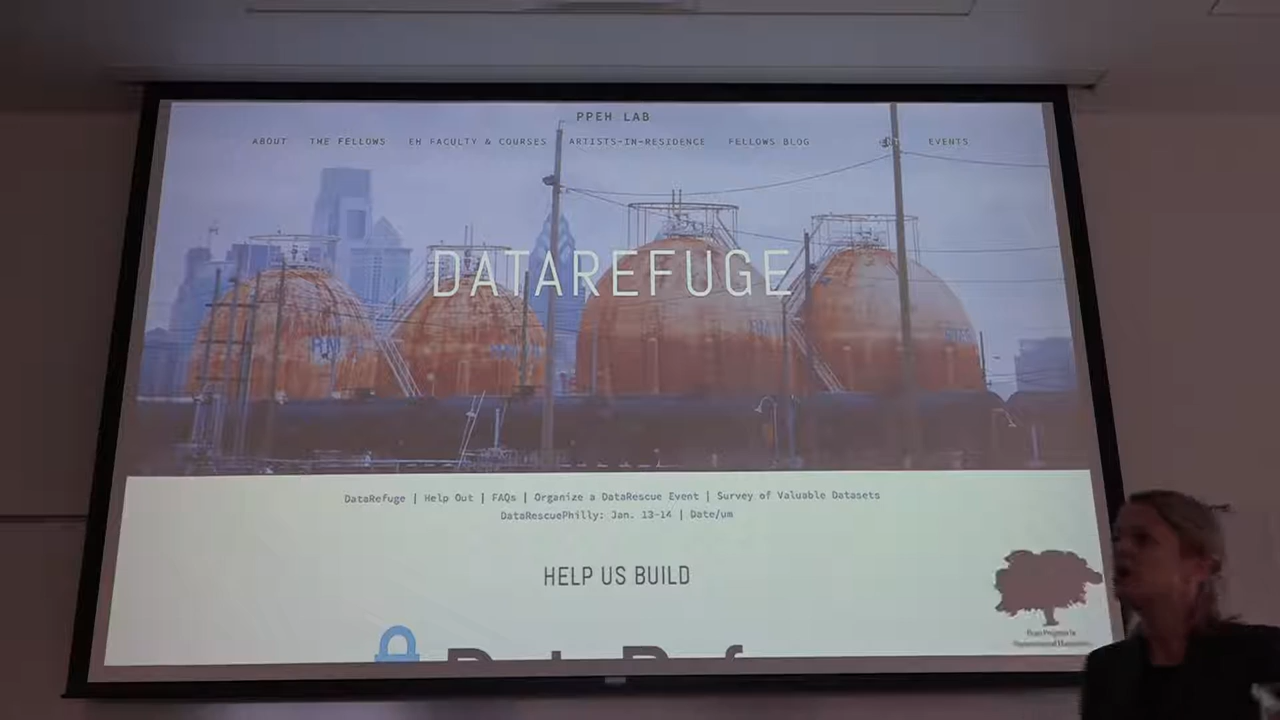 PPEH LAB
ABOUT THE FELLOWS EH FACULTY & COURSES ARTISTS-IN-RESIDENCE FELLOWS BLOG EVENTS
DATAREFUGE
DataRefuge | Help Out | FAQs | Organize a DataRescue Event | Survey of Valuable Datasets
DataRescuePhilly: Jan. 13-14 | Date/um
HELP US BUILD